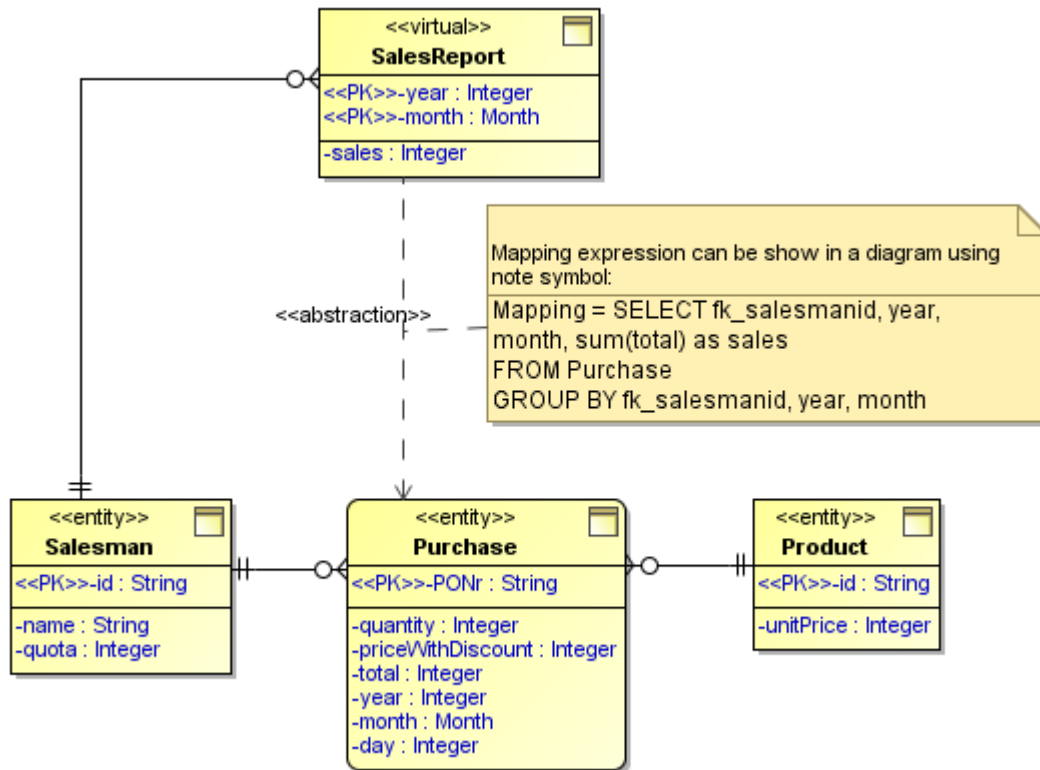 <<virtual>>
SalesReport
<<PK>>-year : Integer
<<PK>>-month : Month
-sales : Integer
Mapping expression can be show in a diagram using
note symbol:
Mapping = SELECT fk_salesmanid, year,
month, sum(total) as sales
FROM Purchase
GROUP BY fk_salesmanid, year, month
<<abstraction>>
<<entity>>
Salesman
<<PK>>-id : String
-name : String
-quota : Integer
<<entity>>
Purchase
<<PK>>-PONr : String
-quantity : Integer
-priceWithDiscount : Integer
-total : Integer
-year : Integer
-month : Month
-day : Integer
<<entity>>
Product
<<PK>>-id : String
-unitPrice : Integer